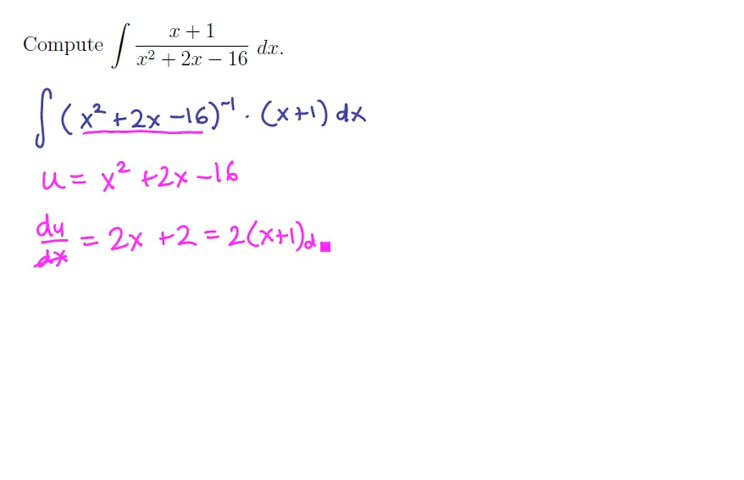 Compute ∫ x + 1 / x² + 2x − 16 dx.
∫ (x² + 2x − 16)⁻¹ · (x+1) dx
u = x² + 2x − 16
du/dx = 2x + 2 = 2(x+1)d